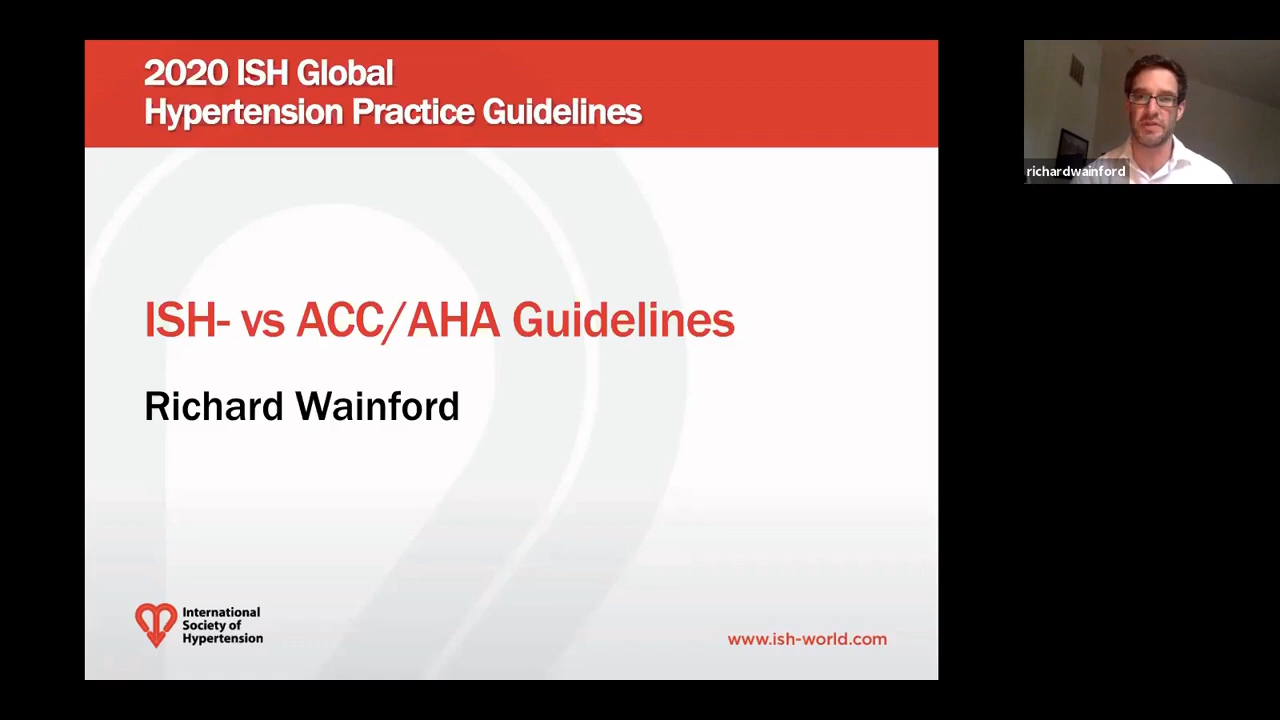 2020 ISH Global
Hypertension Practice Guidelines
richardwainford
ISH- vs ACC/AHA Guidelines
Richard Wainford
International
Society of
Hypertension
www.ish-world.com